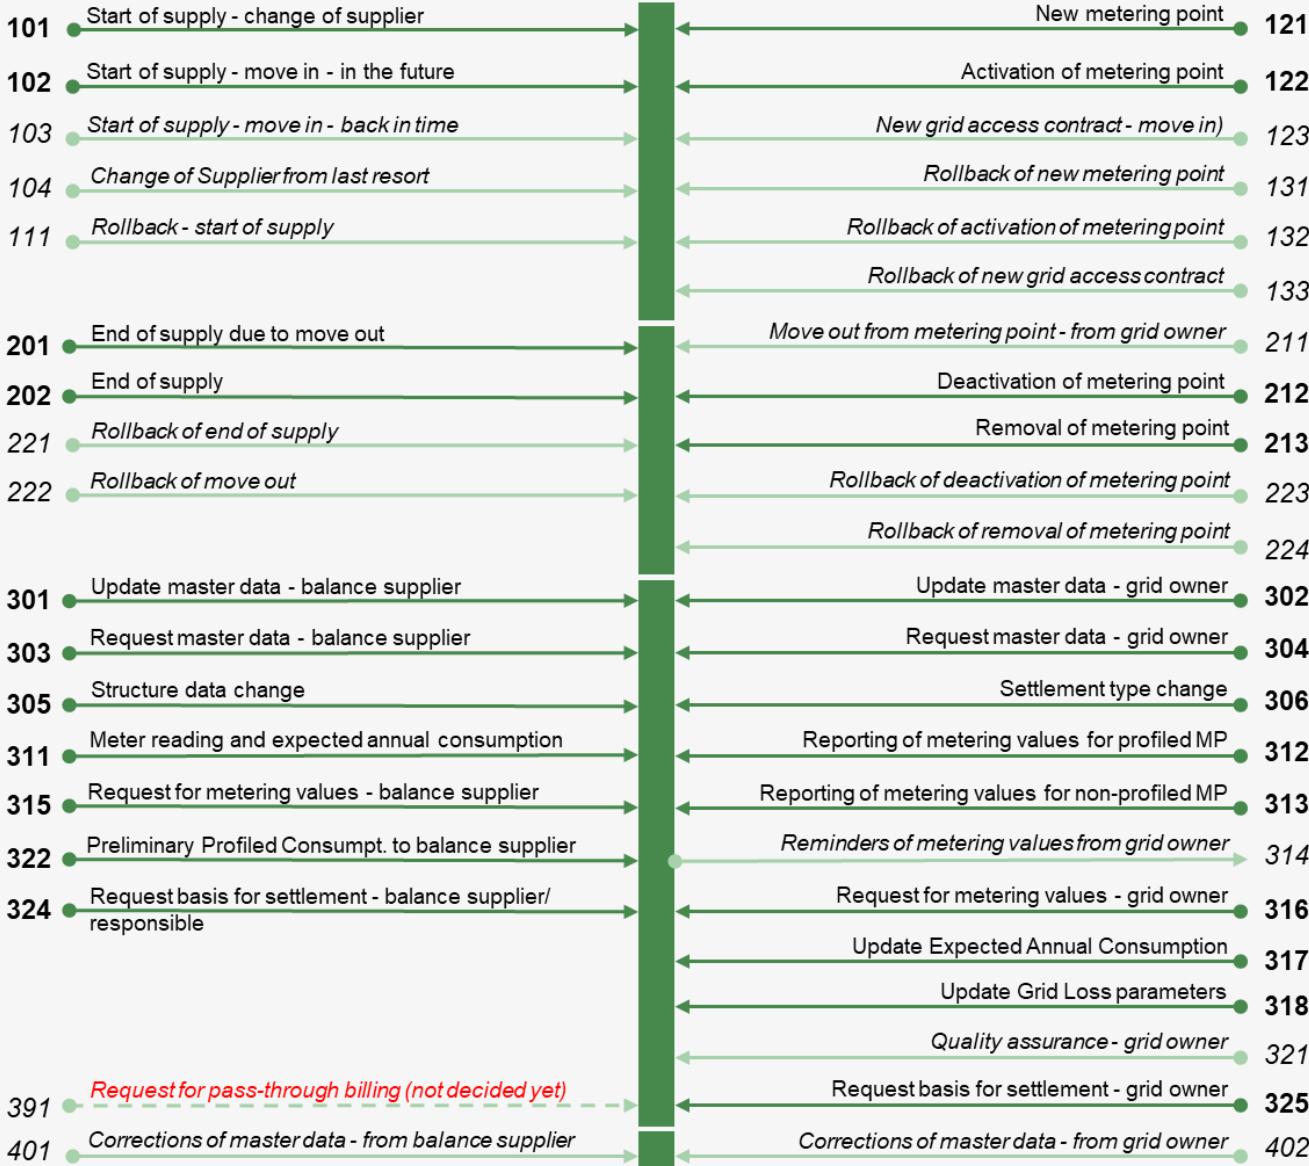 101 Start of supply - change of supplier
New metering point 121
102 Start of supply - move in - in the future
Activation of metering point 122
103 Start of supply - move in - back in time
New grid access contract - move in) 123
104 Change of Supplier from last resort
Rollback of new metering point 131
111 Rollback - start of supply
Rollback of activation of metering point 132
Rollback of new grid access contract 133
201 End of supply due to move out
Move out from metering point - from grid owner 211
202 End of supply
Deactivation of metering point 212
221 Rollback of end of supply
Removal of metering point 213
222 Rollback of move out
Rollback of deactivation of metering point 223
Rollback of removal of metering point 224
301 Update master data - balance supplier
Update master data - grid owner 302
303 Request master data - balance supplier
Request master data - grid owner 304
305 Structure data change
Settlement type change 306
311 Meter reading and expected annual consumption
Reporting of metering values for profiled MP 312
315 Request for metering values - balance supplier
Reporting of metering values for non-profiled MP 313
322 Preliminary Profiled Consumpt. to balance supplier
Reminders of metering values from grid owner 314
324 Request basis for settlement - balance supplier/
responsible
Request for metering values - grid owner 316
Update Expected Annual Consumption 317
Update Grid Loss parameters 318
Quality assurance - grid owner 321
391 Request for pass-through billing (not decided yet)
Request basis for settlement - grid owner 325
401 Corrections of master data - from balance supplier
Corrections of master data - from grid owner 402